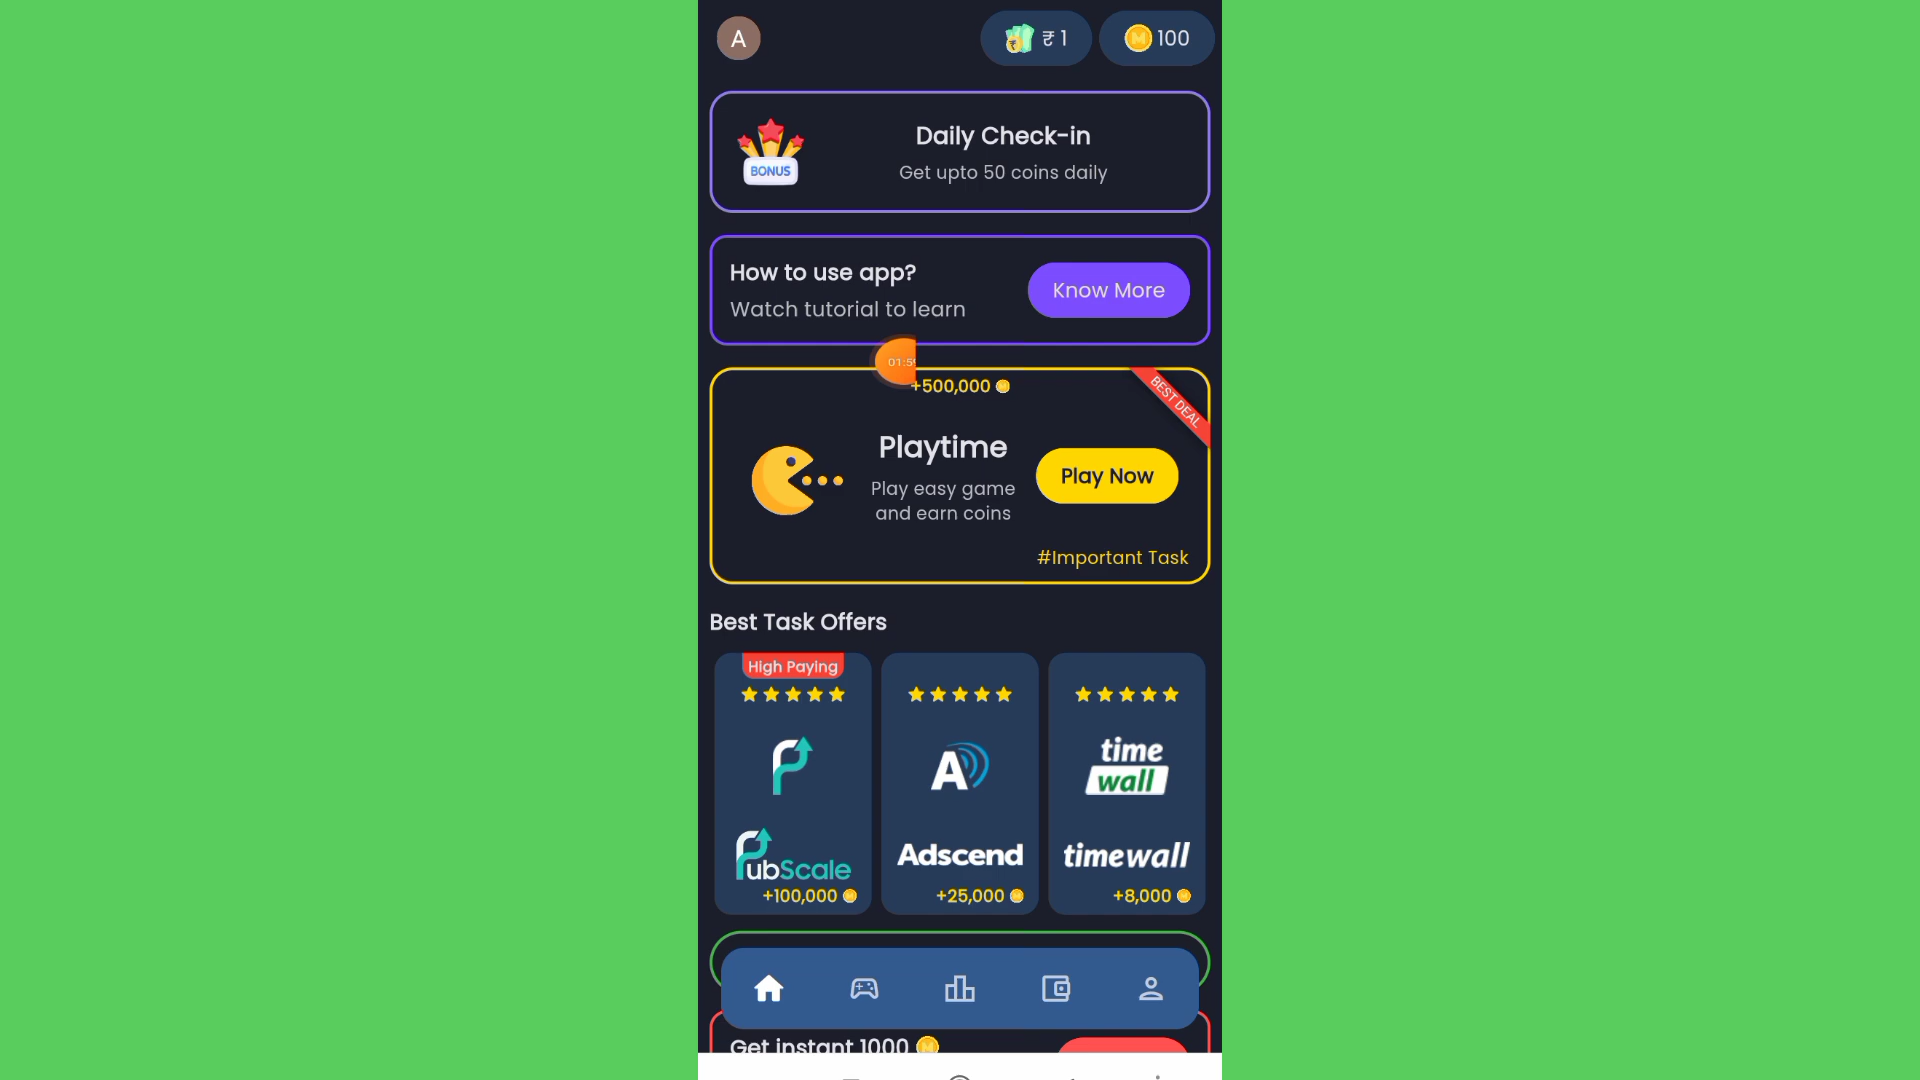 A
₹ 1
100
Daily Check-in
BONUS
Get upto 50 coins daily
How to use app?
Know More
Watch tutorial to learn
+500,000
BEST DEAL
Playtime
Play Now
Play easy game
and earn coins
#Important Task
Best Task Offers
High Paying
time
wall
PubScale
Adscend
timewall
+100,000
+25,000
+8,000
Get instant 1000